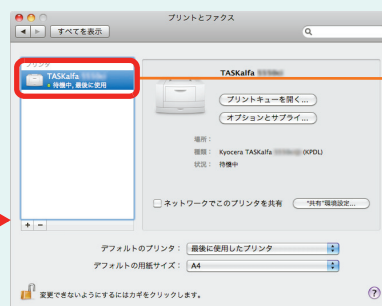 プリントとファクス
すべてを表示
プリンタ
TASKalfa
待機中, 最後に使用
TASKalfa
プリントキューを開く...
オプションとサプライ...
場所：
種類： Kyocera TASKalfa (KPDL)
状況： 待機中
ネットワークでこのプリンタを共有 "共有"環境設定...
+ −
デフォルトのプリンタ： 最後に使用したプリンタ
デフォルトの用紙サイズ： A4
変更できないようにするにはカギをクリックします。 ?